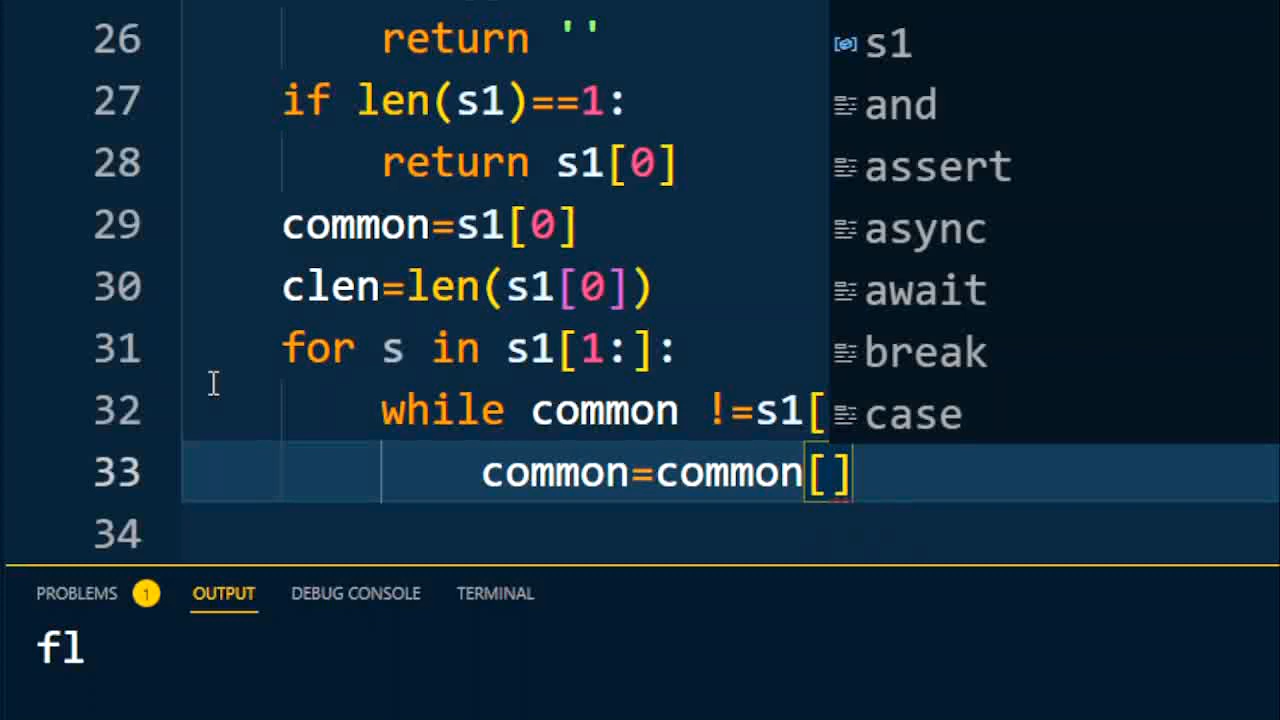 26 return ''
27 if len(s1)==1:
28 return s1[0]
29 common=s1[0]
30 clen=len(s1[0])
31 for s in s1[1:]:
32 while common !=s1[
33 common=common[]
34
s1
and
assert
async
await
break
case
PROBLEMS 1 OUTPUT DEBUG CONSOLE TERMINAL
fl